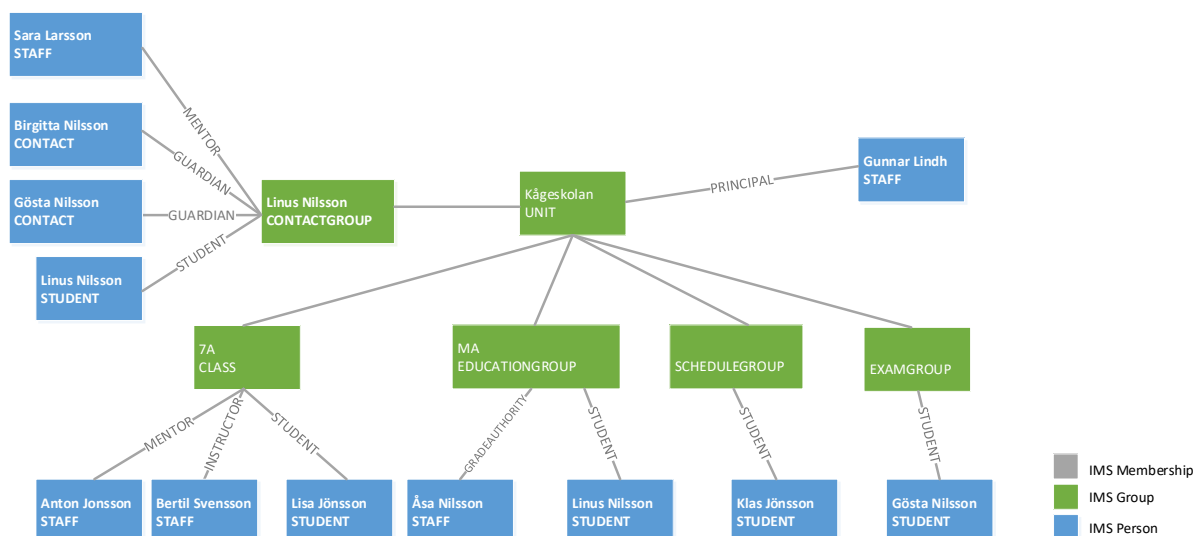 Sara Larsson
STAFF
Birgitta Nilsson
CONTACT
Gösta Nilsson
CONTACT
Linus Nilsson
STUDENT
MENTOR
GUARDIAN
GUARDIAN
STUDENT
Linus Nilsson
CONTACTGROUP
Kågeskolan
UNIT
PRINCIPAL
Gunnar Lindh
STAFF
7A
CLASS
MA
EDUCATIONGROUP
SCHEDULEGROUP
EXAMGROUP
MENTOR
INSTRUCTOR
STUDENT
GRADEAUTHORITY
STUDENT
STUDENT
STUDENT
Anton Jonsson
STAFF
Bertil Svensson
STAFF
Lisa Jönsson
STUDENT
Åsa Nilsson
STAFF
Linus Nilsson
STUDENT
Klas Jönsson
STUDENT
Gösta Nilsson
STUDENT
IMS Membership
IMS Group
IMS Person